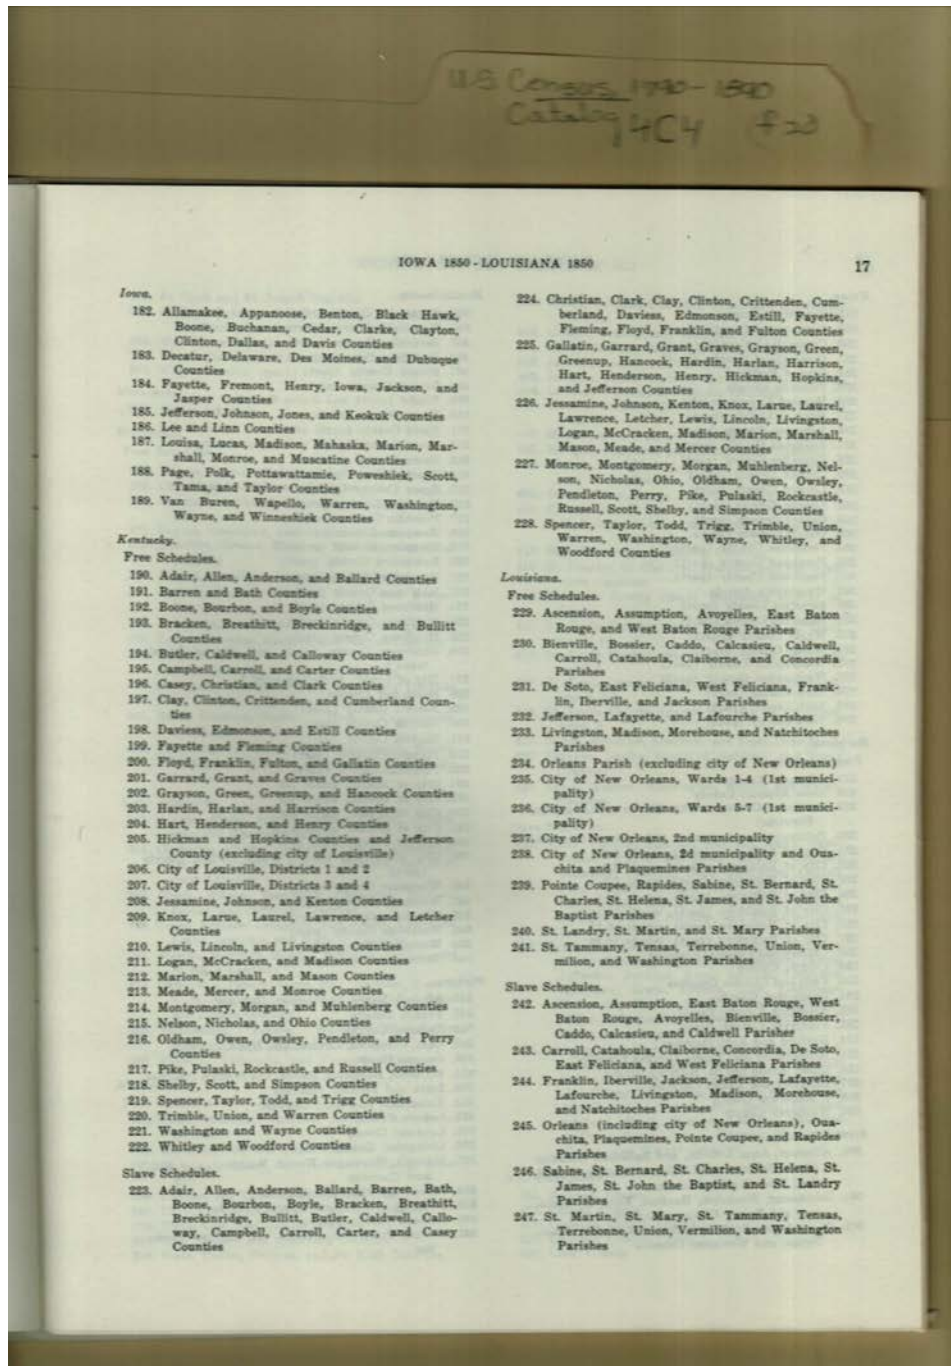 U.S Census 1790-1890
Catalog 4C4 (f23)
IOWA 1850-LOUISIANA 1850
17
Iowa.
182. Allamakee, Appanoose, Benton, Black Hawk,
Boone, Buchanan, Cedar, Clarke, Clayton,
Clinton, Dallas, and Davis Counties
183. Decatur, Delaware, Des Moines, and Dubuque
Counties
184. Fayette, Fremont, Henry, Iowa, Jackson, and
Jasper Counties
185. Jefferson, Johnson, Jones, and Keokuk Counties
186. Lee and Linn Counties
187. Louisa, Lucas, Madison, Mahaska, Marion, Mar-
shall, Monroe, and Muscatine Counties
188. Page, Polk, Pottawattamie, Poweshiek, Scott,
Tama, and Taylor Counties
189. Van Buren, Wapello, Warren, Washington,
Wayne, and Winneshiek Counties
Kentucky.
Free Schedules.
190. Adair, Allen, Anderson, and Ballard Counties
191. Barren and Bath Counties
192. Boone, Bourbon, and Boyle Counties
193. Bracken, Breathitt, Breckinridge, and Bullitt
Counties
194. Butler, Caldwell, and Calloway Counties
195. Campbell, Carroll, and Carter Counties
196. Casey, Christian, and Clark Counties
197. Clay, Clinton, Crittenden, and Cumberland Coun-
ties
198. Daviess, Edmonson, and Estill Counties
199. Fayette and Fleming Counties
200. Floyd, Franklin, Fulton, and Gallatin Counties
201. Garrard, Grant, and Graves Counties
202. Grayson, Green, Greenup, and Hancock Counties
203. Hardin, Harlan, and Harrison Counties
204. Hart, Henderson, and Henry Counties
205. Hickman and Hopkins Counties and Jefferson
County (excluding city of Louisville)
206. City of Louisville, Districts 1 and 2
207. City of Louisville, Districts 3 and 4
208. Jessamine, Johnson, and Kenton Counties
209. Knox, Larue, Laurel, Lawrence, and Letcher
Counties
210. Lewis, Lincoln, and Livingston Counties
211. Logan, McCracken, and Madison Counties
212. Marion, Marshall, and Mason Counties
213. Meade, Mercer, and Monroe Counties
214. Montgomery, Morgan, and Muhlenberg Counties
215. Nelson, Nicholas, and Ohio Counties
216. Oldham, Owen, Owsley, Pendleton, and Perry
Counties
217. Pike, Pulaski, Rockcastle, and Russell Counties
218. Shelby, Scott, and Simpson Counties
219. Spencer, Taylor, Todd, and Trigg Counties
220. Trimble, Union, and Warren Counties
221. Washington and Wayne Counties
222. Whitley and Woodford Counties
Slave Schedules.
223. Adair, Allen, Anderson, Ballard, Barren, Bath,
Boone, Bourbon, Boyle, Bracken, Breathitt,
Breckinridge, Bullitt, Butler, Caldwell, Callo-
way, Campbell, Carroll, Carter, and Casey
Counties
224. Christian, Clark, Clay, Clinton, Crittenden, Cum-
berland, Daviess, Edmonson, Estill, Fayette,
Fleming, Floyd, Franklin, and Fulton Counties
225. Gallatin, Garrard, Grant, Graves, Grayson, Green,
Greenup, Hancock, Hardin, Harlan, Harrison,
Hart, Henderson, Henry, Hickman, Hopkins,
and Jefferson Counties
226. Jessamine, Johnson, Kenton, Knox, Larue, Laurel,
Lawrence, Letcher, Lewis, Lincoln, Livingston,
Logan, McCracken, Madison, Marion, Marshall,
Mason, Meade, and Mercer Counties
227. Monroe, Montgomery, Morgan, Muhlenberg, Nel-
son, Nicholas, Ohio, Oldham, Owen, Owsley,
Pendleton, Perry, Pike, Pulaski, Rockcastle,
Russell, Scott, Shelby, and Simpson Counties
228. Spencer, Taylor, Todd, Trigg, Trimble, Union,
Warren, Washington, Wayne, Whitley, and
Woodford Counties
Louisiana.
Free Schedules.
229. Ascension, Assumption, Avoyelles, East Baton
Rouge, and West Baton Rouge Parishes
230. Bienville, Bossier, Caddo, Calcasieu, Caldwell,
Carroll, Catahoula, Claiborne, and Concordia
Parishes
231. De Soto, East Feliciana, West Feliciana, Frank-
lin, Iberville, and Jackson Parishes
232. Jefferson, Lafayette, and Lafourche Parishes
233. Livingston, Madison, Morehouse, and Natchitoches
Parishes
234. Orleans Parish (excluding city of New Orleans)
235. City of New Orleans, Wards 1-4 (1st munici-
pality)
236. City of New Orleans, Wards 5-7 (1st munici-
pality)
237. City of New Orleans, 2nd municipality
238. City of New Orleans, 2d municipality and Oua-
chita and Plaquemines Parishes
239. Pointe Coupee, Rapides, Sabine, St. Bernard, St.
Charles, St. Helena, St. James, and St. John the
Baptist Parishes
240. St. Landry, St. Martin, and St. Mary Parishes
241. St. Tammany, Tensas, Terrebonne, Union, Ver-
milion, and Washington Parishes
Slave Schedules.
242. Ascension, Assumption, East Baton Rouge, West
Baton Rouge, Avoyelles, Bienville, Bossier,
Caddo, Calcasieu, and Caldwell Parishes
243. Carroll, Catahoula, Claiborne, Concordia, De Soto,
East Feliciana, and West Feliciana Parishes
244. Franklin, Iberville, Jackson, Jefferson, Lafayette,
Lafourche, Livingston, Madison, Morehouse,
and Natchitoches Parishes
245. Orleans (including city of New Orleans), Oua-
chita, Plaquemines, Pointe Coupee, and Rapides
Parishes
246. Sabine, St. Bernard, St. Charles, St. Helena, St.
James, St. John the Baptist, and St. Landry
Parishes
247. St. Martin, St. Mary, St. Tammany, Tensas,
Terrebonne, Union, Vermilion, and Washington
Parishes